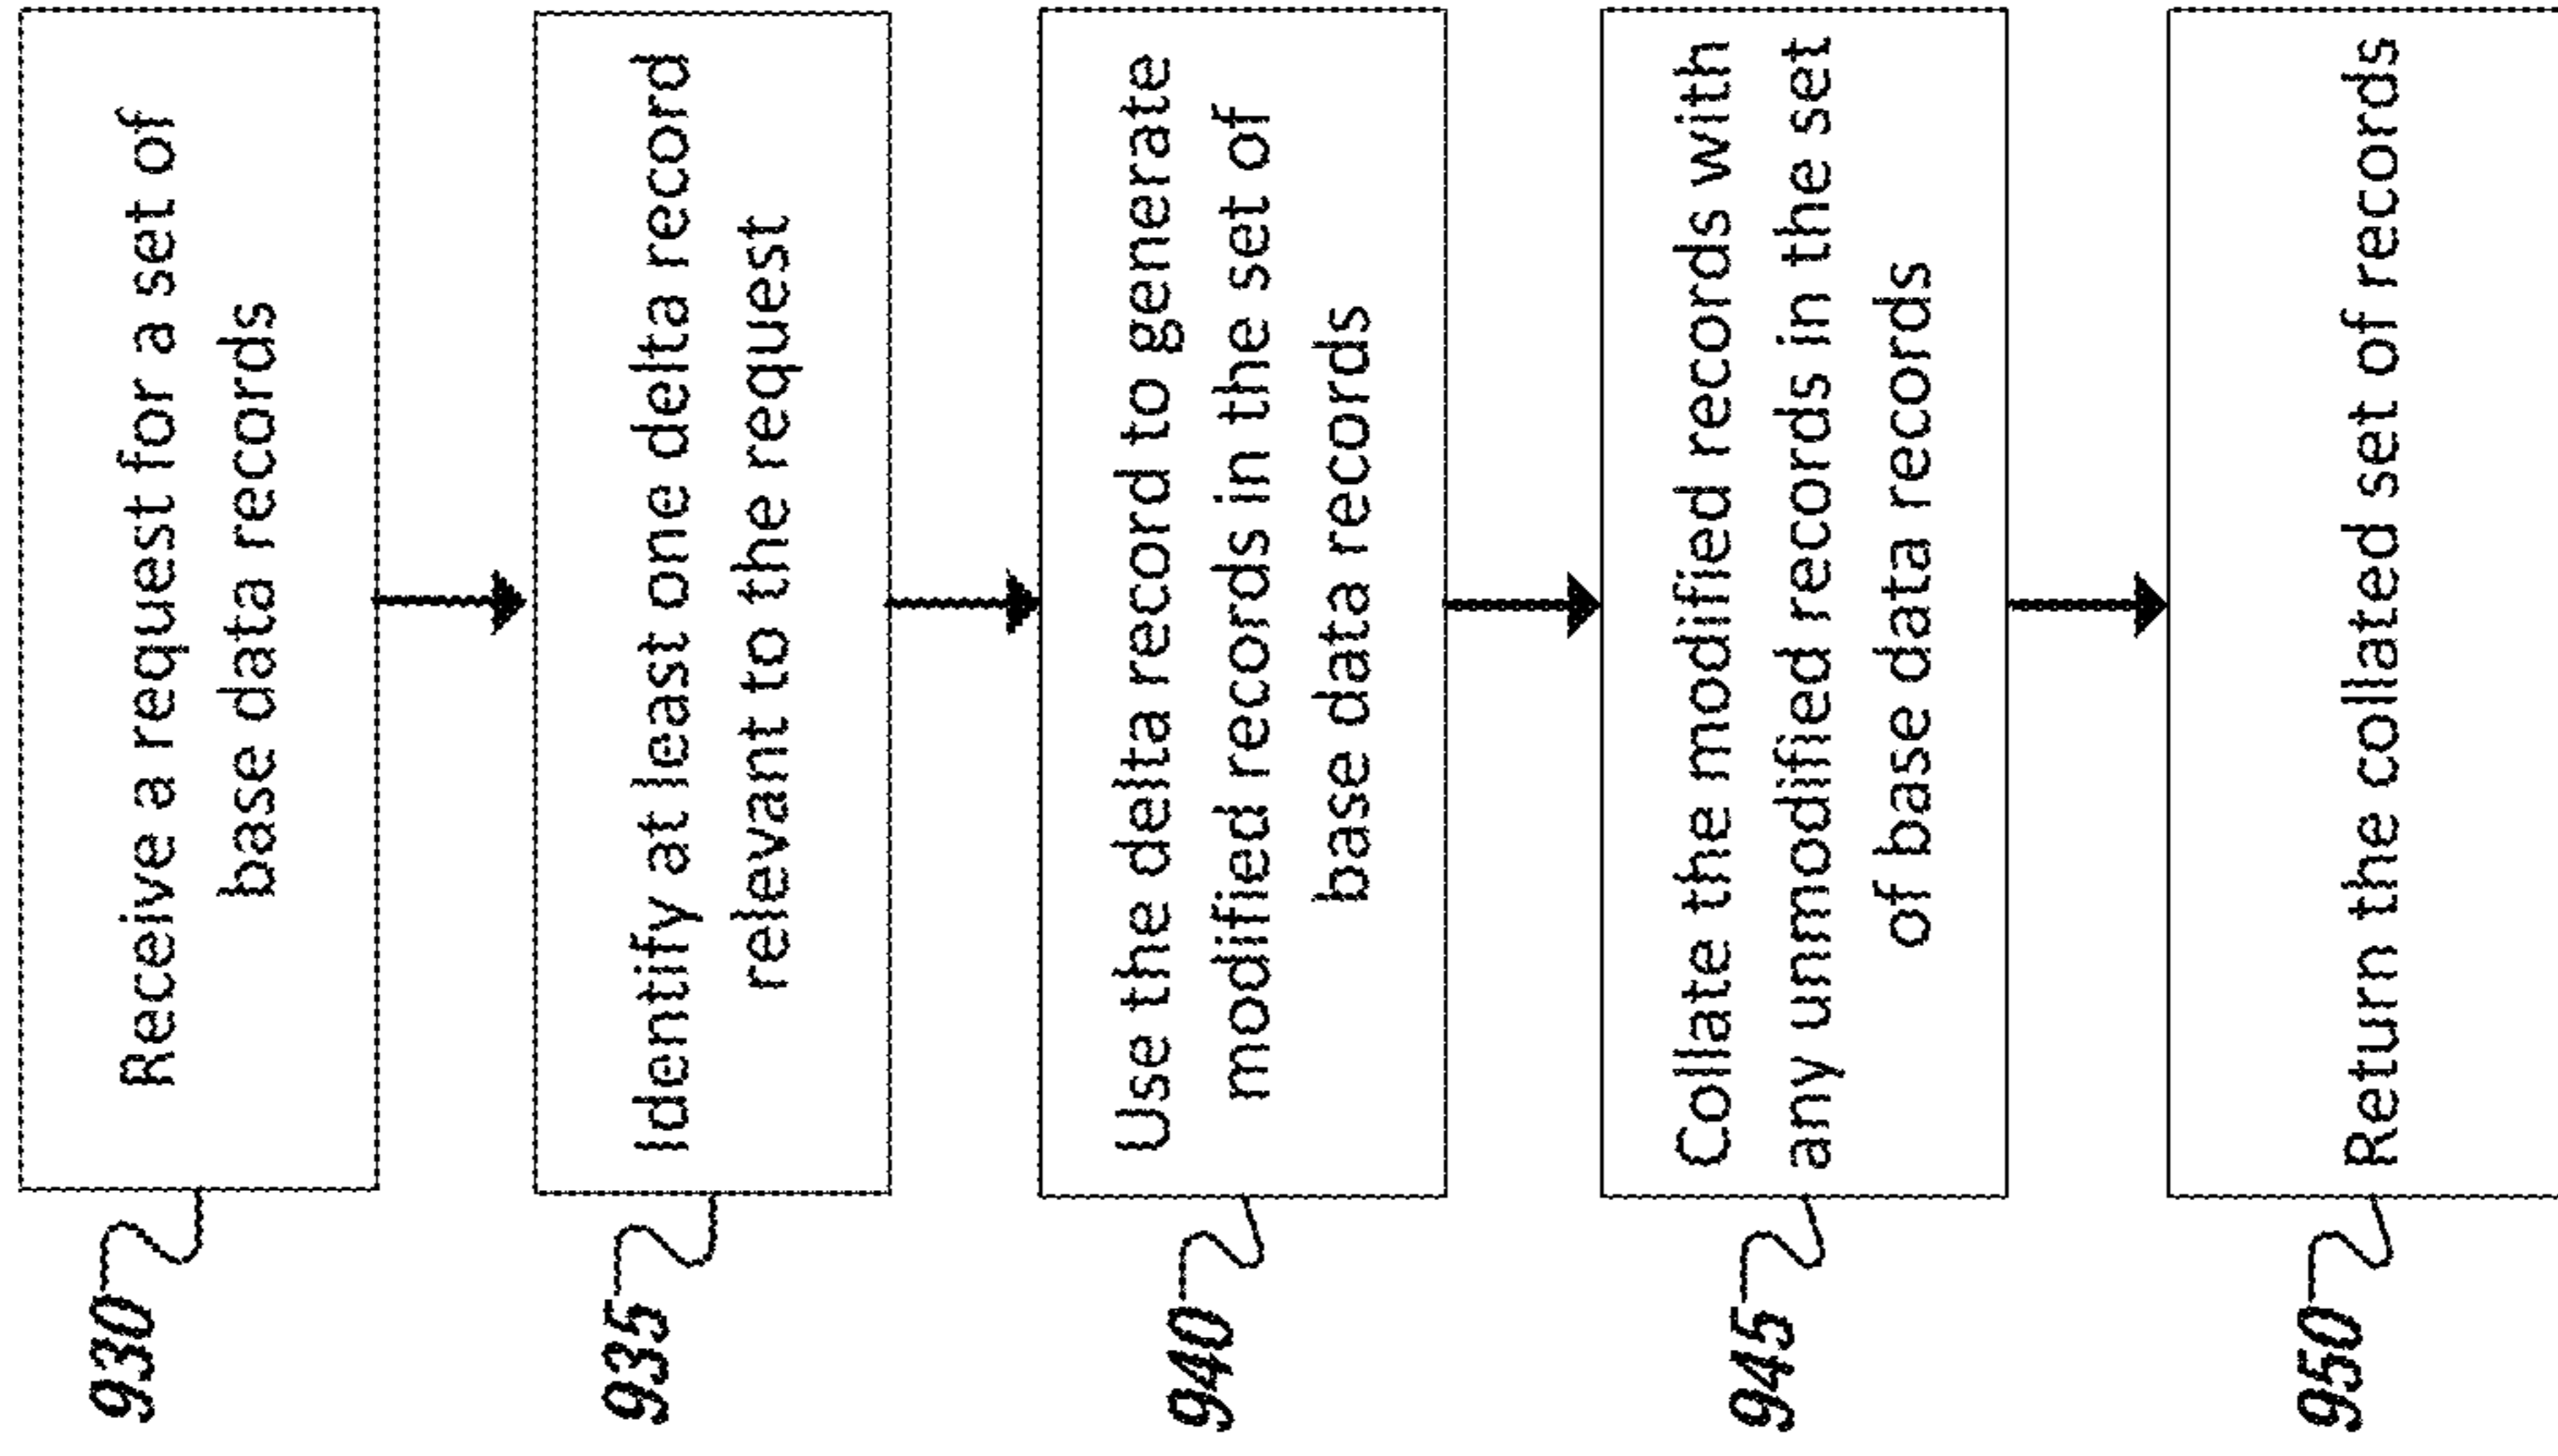 930
Receive a request for a set of
base data records
935
Identify at least one delta record
relevant to the request
940
Use the delta record to generate
modified records in the set of
base data records
945
Collate the modified records with
any unmodified records in the set
of base data records
950
Return the collated set of records